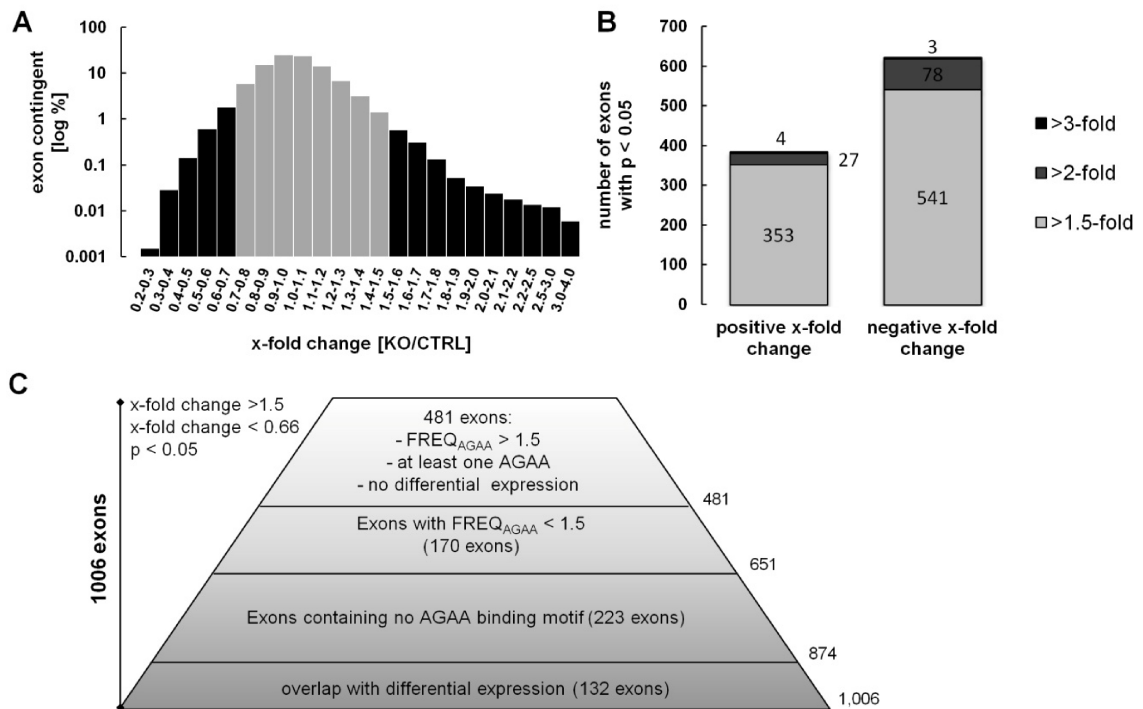 A
exon contingent
[log %]
100
10
1
0.1
0.01
0.001
0.2-0.3
0.3-0.4
0.4-0.5
0.5-0.6
0.6-0.7
0.7-0.8
0.8-0.9
0.9-1.0
1.0-1.1
1.1-1.2
1.2-1.3
1.3-1.4
1.4-1.5
1.5-1.6
1.6-1.7
1.7-1.8
1.8-1.9
1.9-2.0
2.0-2.1
2.1-2.2
2.2-2.5
2.5-3.0
3.0-4.0
x-fold change [KO/CTRL]
B
number of exons
with p < 0.05
700
600
500
400
300
200
100
0
4
27
353
3
78
541
positive x-fold
change
negative x-fold
change
>3-fold
>2-fold
>1.5-fold
C
1006 exons
x-fold change >1.5
x-fold change < 0.66
p < 0.05
481 exons:
- FREQAGAA > 1.5
- at least one AGAA
- no differential expression
481
Exons with FREQAGAA < 1.5
(170 exons)
651
Exons containing no AGAA binding motif (223 exons)
874
overlap with differential expression (132 exons)
1,006